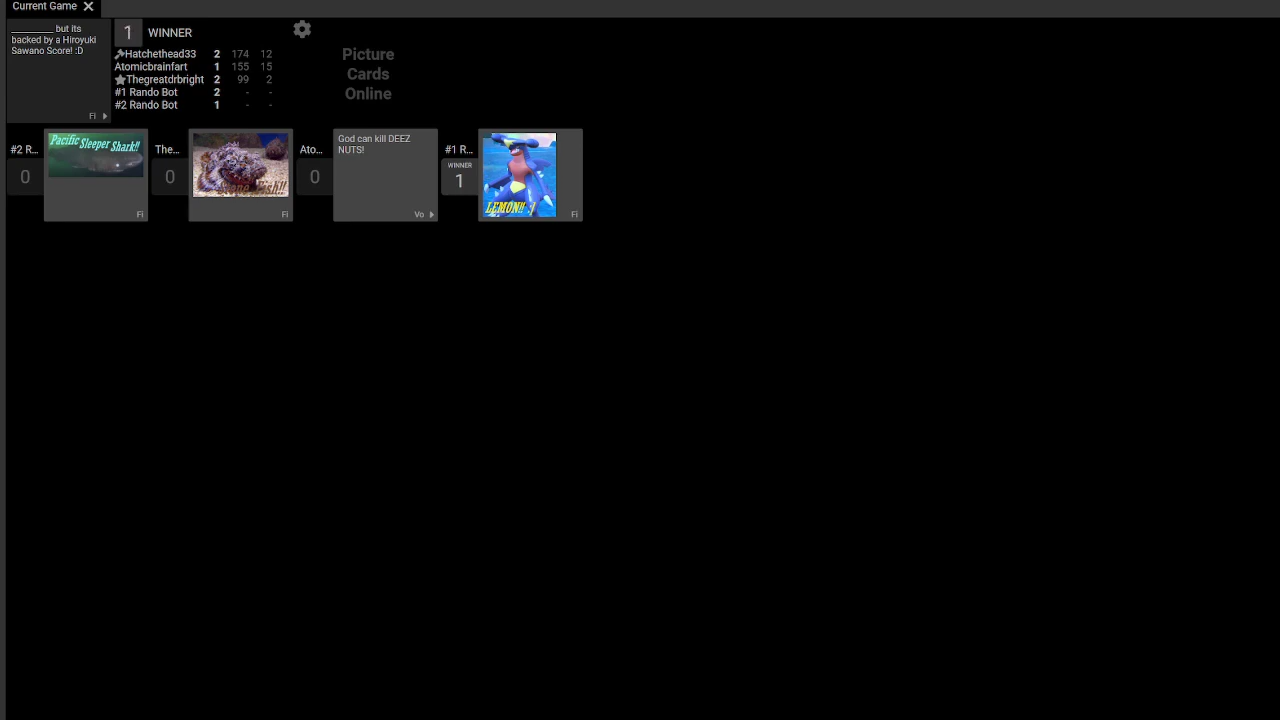 Current Game
_______ but its
backed by a Hiroyuki
Sawano Score! :D
Fi
1 WINNER
Hatchethead33 2 174 12
Atomicbrainfart 1 155 15
Thegreatdrbright 2 99 2
#1 Rando Bot 2 - -
#2 Rando Bot 1 - -
Picture
Cards
Online
#2 R...
0
Pacific Sleeper Shark!!
Fi
The...
0
Stone Fish!!
Fi
Ato...
0
God can kill DEEZ
NUTS!
Vo
#1 R...
WINNER
1
LEMON!! :)
Fi